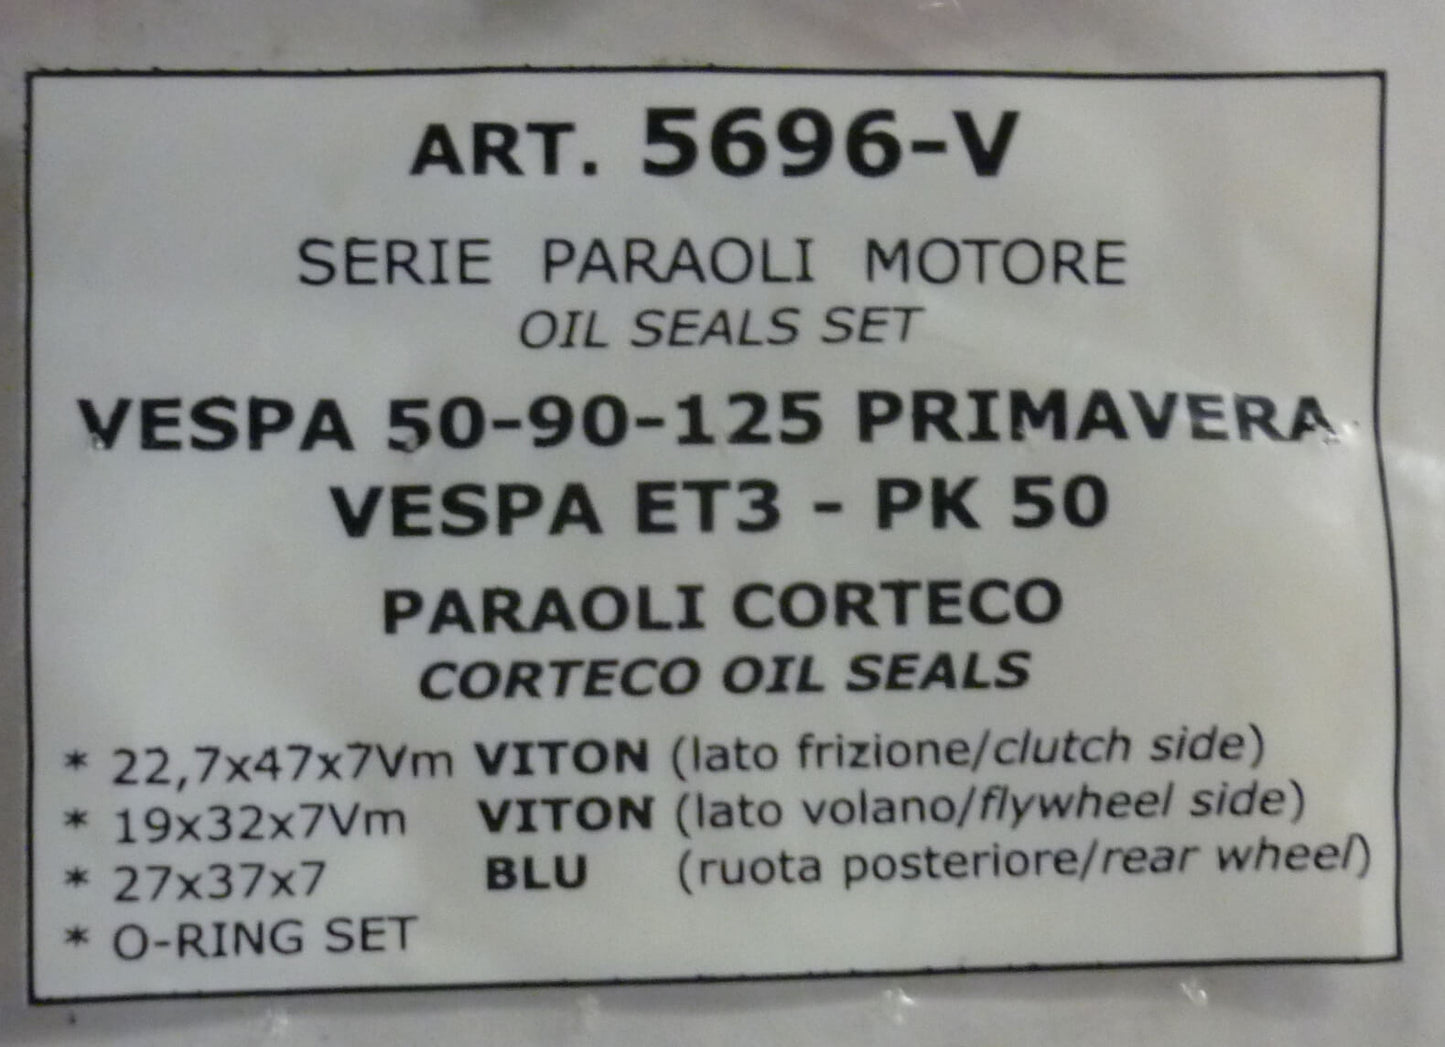 ART. 5696-V
SERIE PARAOLI MOTORE
OIL SEALS SET
VESPA 50-90-125 PRIMAVERA
VESPA ET3 - PK 50
PARAOLI CORTECO
CORTECO OIL SEALS
* 22,7x47x7Vm VITON (lato frizione/clutch side)
* 19x32x7Vm VITON (lato volano/flywheel side)
* 27x37x7 BLU (ruota posteriore/rear wheel)
* O-RING SET